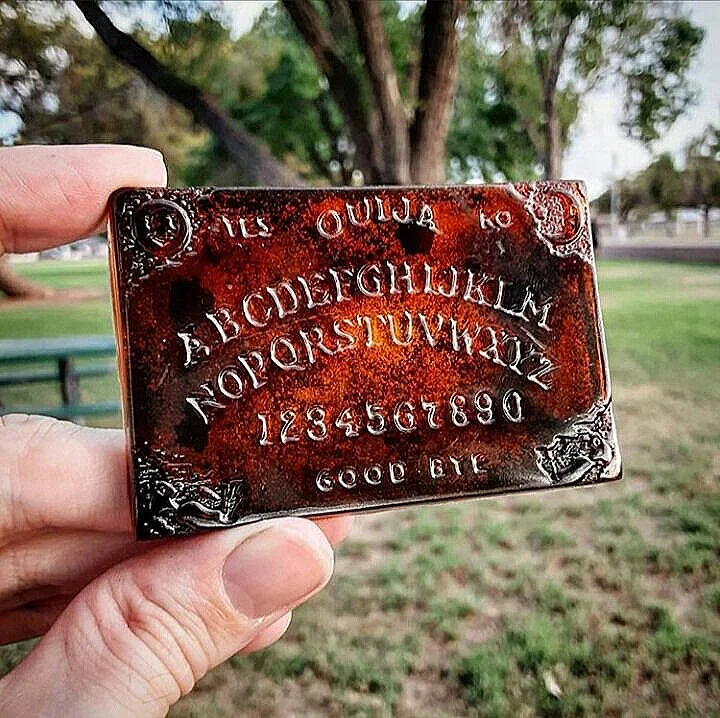 YES OUIJA NO
ABCDEFGHIJKLM
NOPQRSTUVWXYZ
1234567890
GOOD BYE